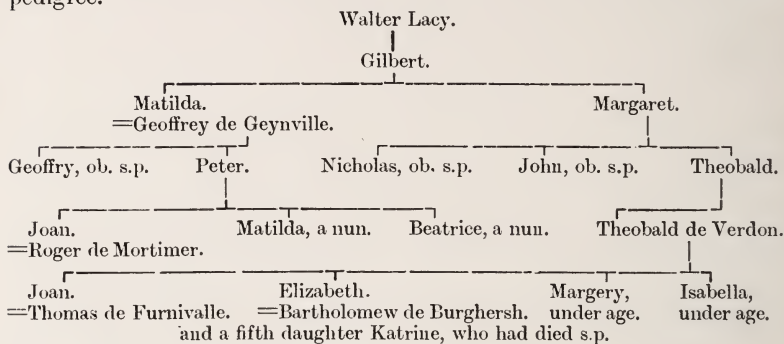 pedigree.
Walter Lacy.
Gilbert.
Matilda. Margaret.
=Geoffrey de Geynville.
Geoffry, ob. s.p. Peter. Nicholas, ob. s.p. John, ob. s.p. Theobald.
Joan. Matilda, a nun. Beatrice, a nun. Theobald de Verdon.
=Roger de Mortimer.
Joan. Elizabeth. Margery, Isabella,
=Thomas de Furnivalle. =Bartholomew de Burghersh. under age. under age.
and a fifth daughter Katrine, who had died s.p.